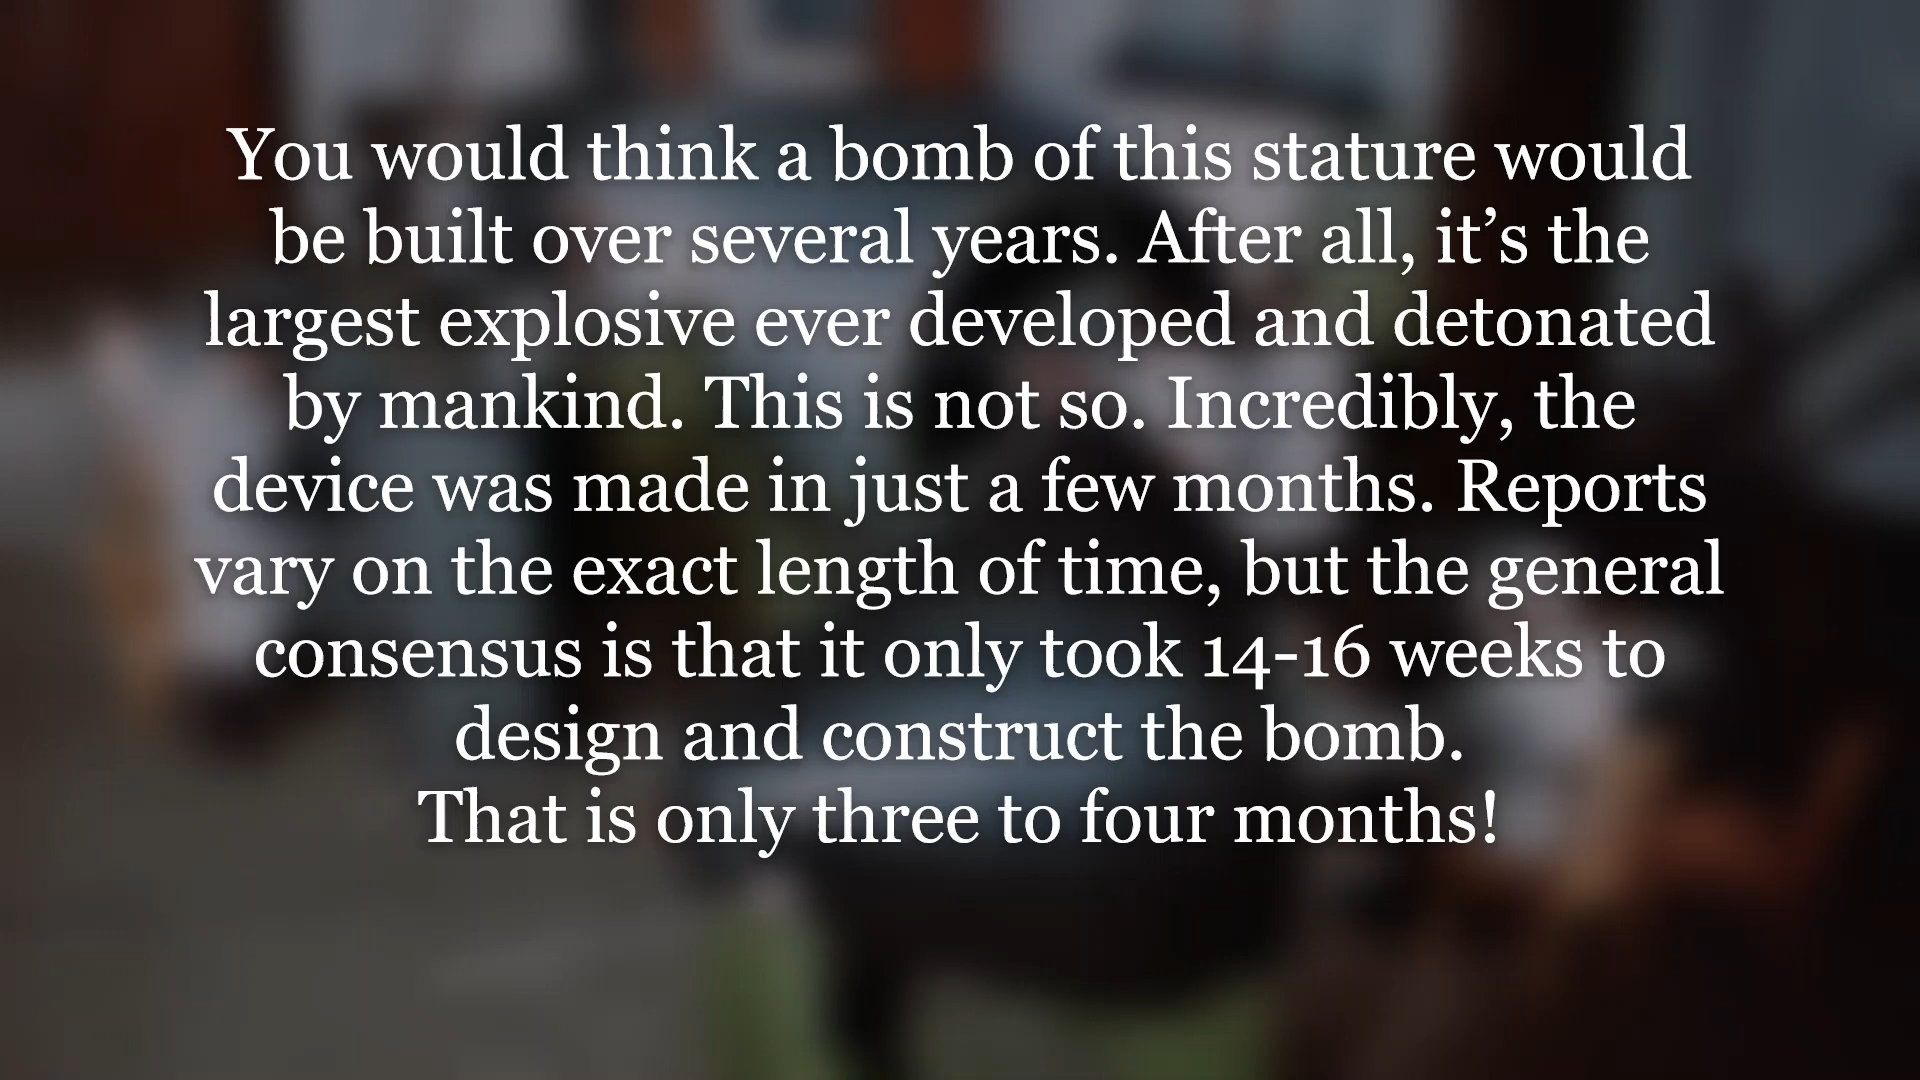 You would think a bomb of this stature would
be built over several years. After all, it’s the
largest explosive ever developed and detonated
by mankind. This is not so. Incredibly, the
device was made in just a few months. Reports
vary on the exact length of time, but the general
consensus is that it only took 14-16 weeks to
design and construct the bomb.
That is only three to four months!